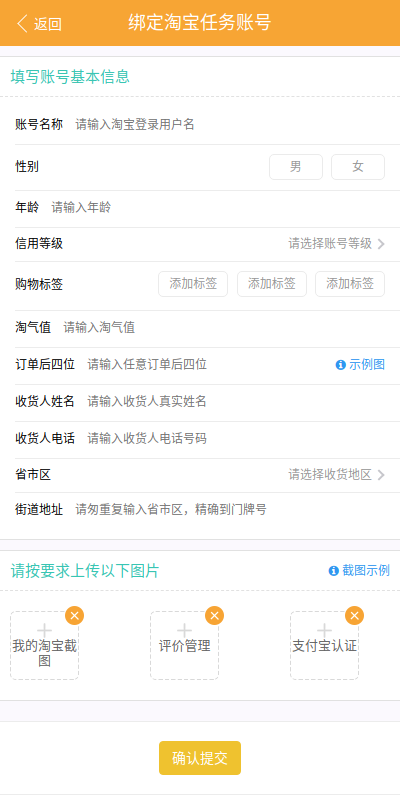 返回 绑定淘宝任务账号
填写账号基本信息
账号名称 请输入淘宝登录用户名
性别 男 女
年龄 请输入年龄
信用等级 请选择账号等级
购物标签 添加标签 添加标签 添加标签
淘气值 请输入淘气值
订单后四位 请输入任意订单后四位 示例图
收货人姓名 请输入收货人真实姓名
收货人电话 请输入收货人电话号码
省市区 请选择收货地区
街道地址 请匆重复输入省市区，精确到门牌号
请按要求上传以下图片 截图示例
我的淘宝截
图
评价管理
支付宝认证
确认提交